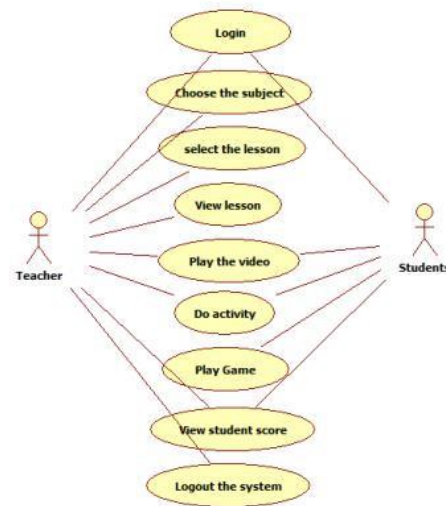 Login
Choose the subject
select the lesson
View lesson
Teacher
Students
Play the video
Do activity
Play Game
View student score
Logout the system